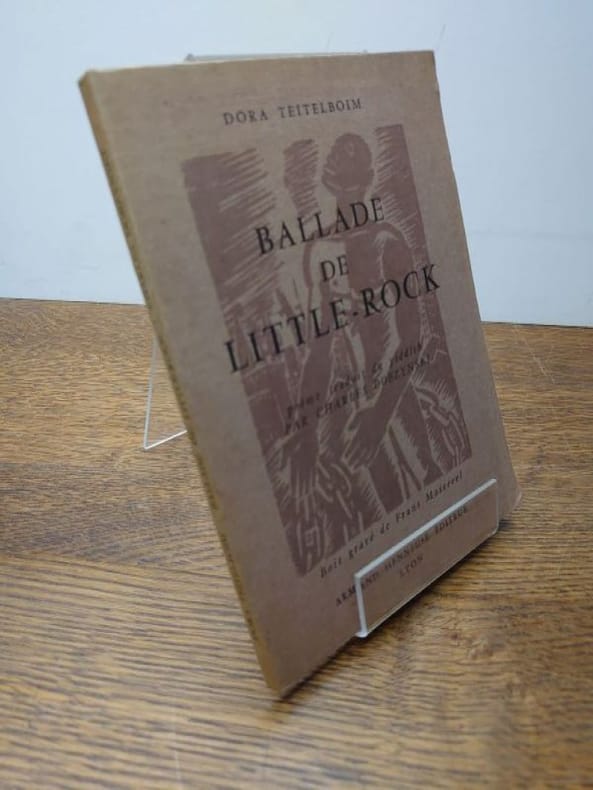 DORA TEITELBOIM
BALLADE
DE
LITTLE-ROCK
poème traduit du yiddish
PAR CHARLES DOBZYNSKI
Bois gravé de Frans Masereel
ARMAND HENNEUSE ÉDITEUR
LYON